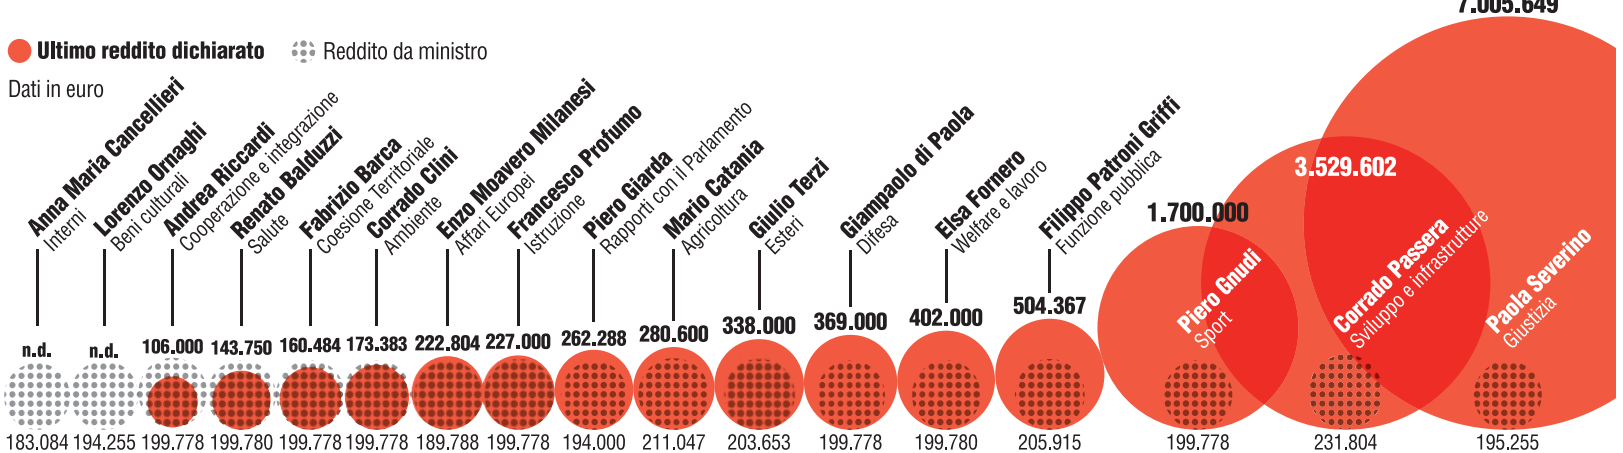 7.005.649
Ultimo reddito dichiarato
Reddito da ministro
Dati in euro
Anna Maria Cancellieri
Interni
Lorenzo Ornaghi
Beni culturali
Andrea Riccardi
Cooperazione e integrazione
Renato Balduzzi
Salute
Fabrizio Barca
Coesione Territoriale
Corrado Clini
Ambiente
Enzo Moavero Milanesi
Affari Europei
Francesco Profumo
Istruzione
Piero Giarda
Rapporti con il Parlamento
Mario Catania
Agricoltura
Giulio Terzi
Esteri
Giampaolo di Paola
Difesa
Elsa Fornero
Welfare e lavoro
Filippo Patroni Griffi
Funzione pubblica
Piero Gnudi
Sport
Corrado Passera
Sviluppo e infrastrutture
Paola Severino
Giustizia
n.d. n.d. 106.000 143.750 160.484 173.383 222.804 227.000 262.288 280.600 338.000 369.000 402.000 504.367 1.700.000 3.529.602
183.084 194.255 199.778 199.780 199.778 199.778 189.788 199.778 194.000 211.047 203.653 199.778 199.780 205.915 199.778 231.804 195.255